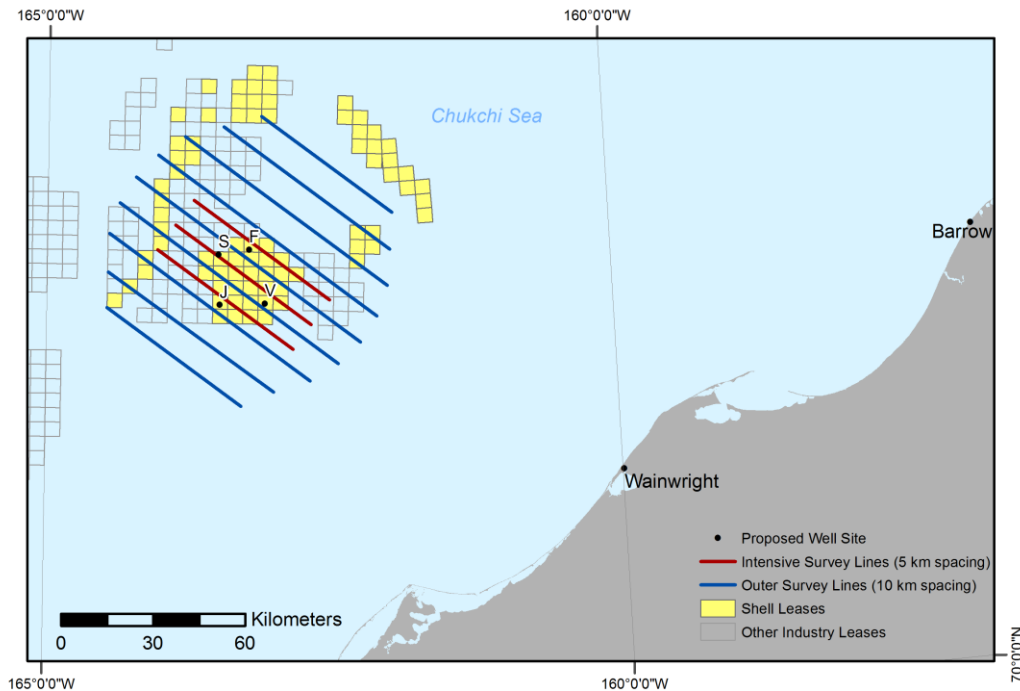 165°0'0"W
160°0'0"W
Chukchi Sea
Barrow
S
F
J
V
Wainwright
Proposed Well Site
Intensive Survey Lines (5 km spacing)
Outer Survey Lines (10 km spacing)
Shell Leases
Other Industry Leases
Kilometers
0
30
60
165°0'0"W
160°0'0"W
70°0'0"N